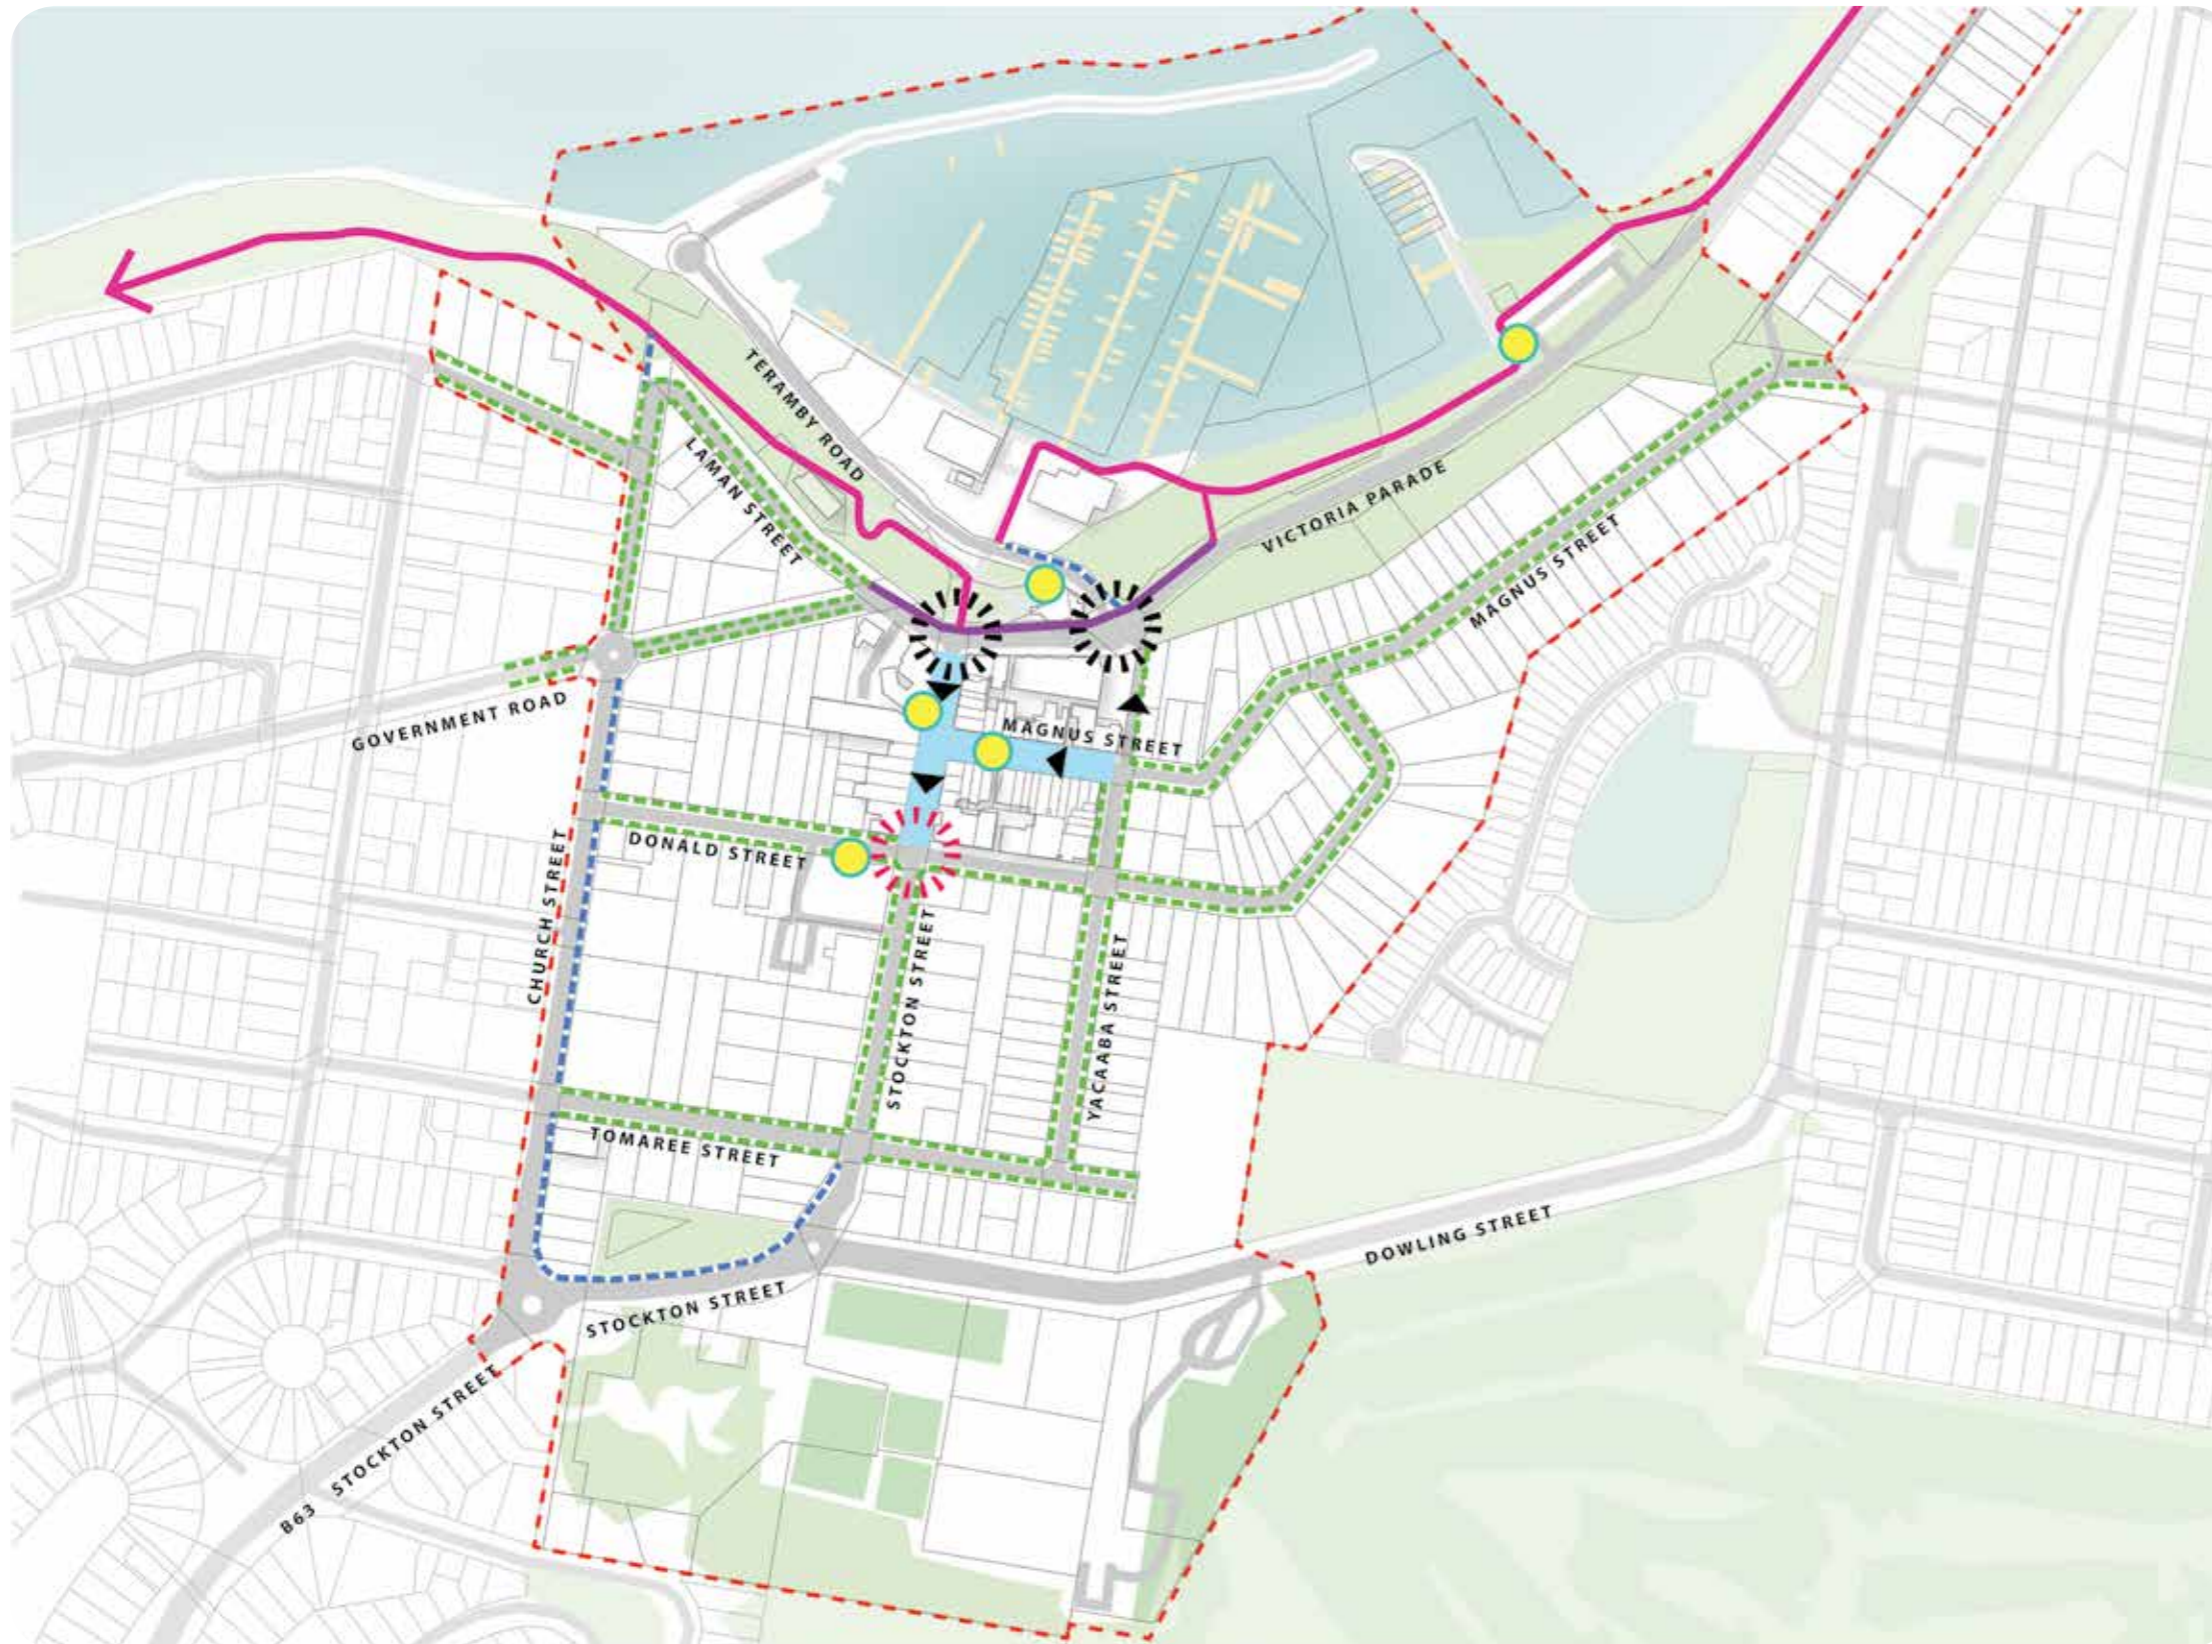 TERAMBY ROAD
LAMAN STREET
VICTORIA PARADE
MAGNUS STREET
GOVERNMENT ROAD
MAGNUS STREET
DONALD STREET
CHURCH STREET
STOCKTON STREET
YACAABA STREET
TOMAREE STREET
DOWLING STREET
STOCKTON STREET
B63 STOCKTON STREET